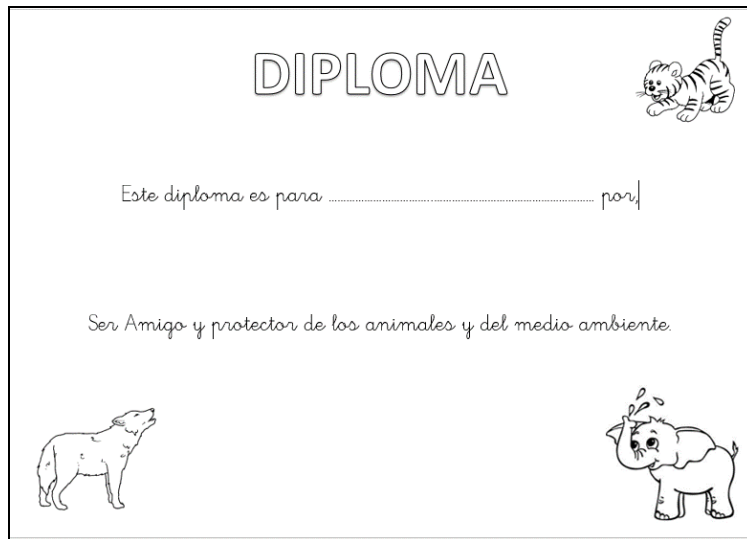 DIPLOMA
Este diploma es para ........................................................................................ por,
Ser Amigo y protector de los animales y del medio ambiente.